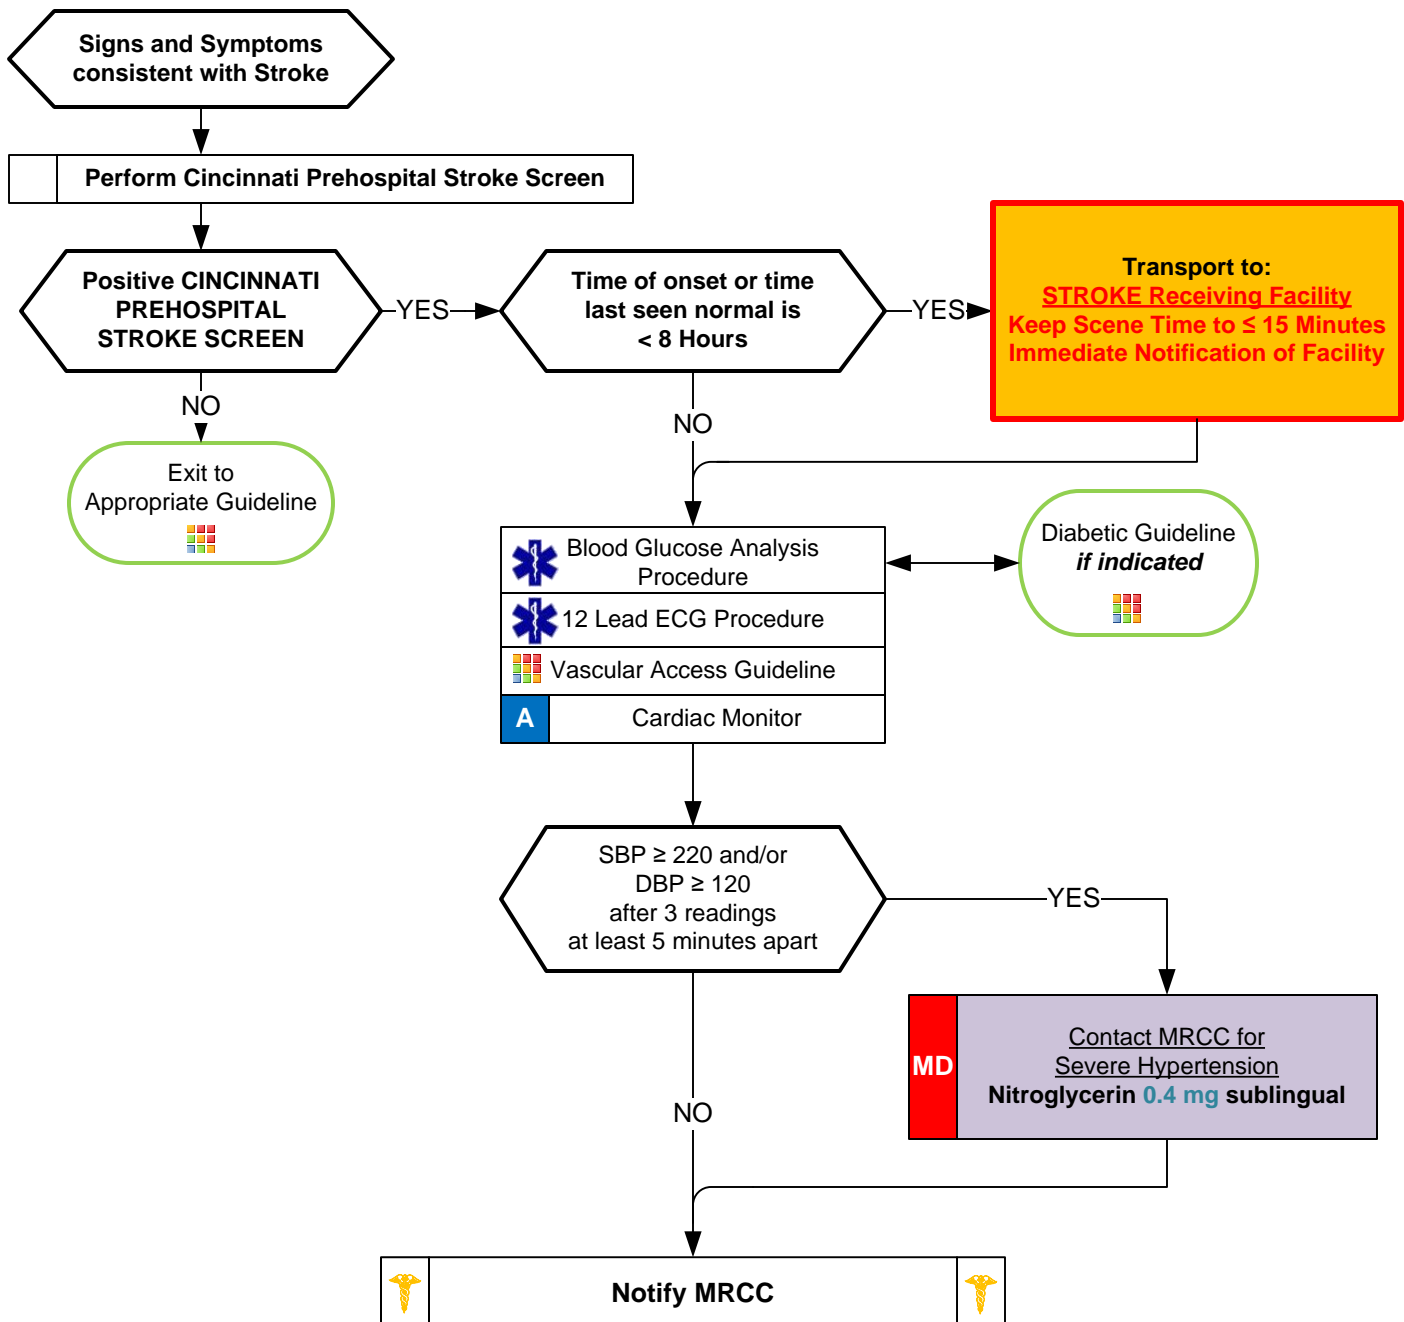 Signs and Symptoms
consistent with Stroke
Perform Cincinnati Prehospital Stroke Screen
Positive CINCINNATI
PREHOSPITAL
STROKE SCREEN
YES
Time of onset or time
last seen normal is
< 8 Hours
YES
Transport to:
STROKE Receiving Facility
Keep Scene Time to ≤ 15 Minutes
Immediate Notification of Facility
NO
Exit to
Appropriate Guideline
NO
Blood Glucose Analysis
Procedure
12 Lead ECG Procedure
Vascular Access Guideline
A
Cardiac Monitor
Diabetic Guideline
if indicated
SBP ≥ 220 and/or
DBP ≥ 120
after 3 readings
at least 5 minutes apart
YES
MD
Contact MRCC for
Severe Hypertension
Nitroglycerin 0.4 mg sublingual
NO
Notify MRCC